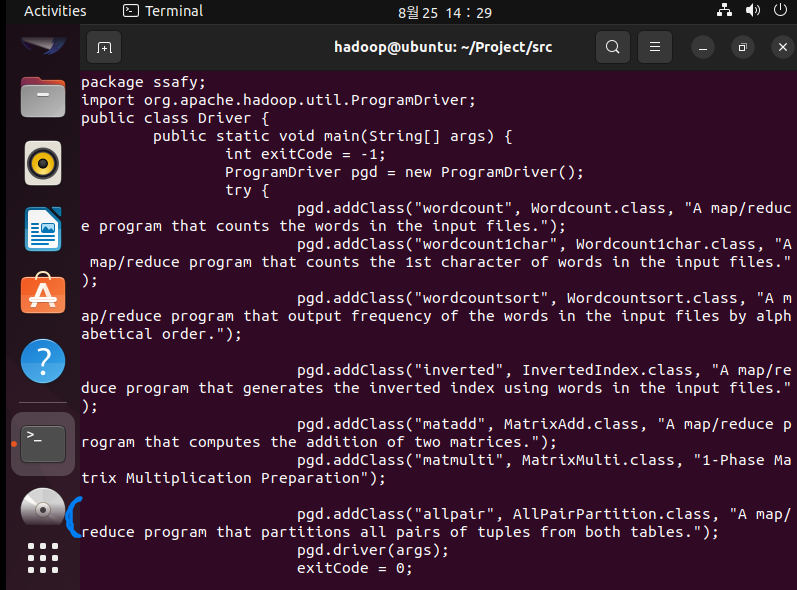 Activities
Terminal
8월 25 14 : 29
hadoop@ubuntu: ~/Project/src
package ssafy;
import org.apache.hadoop.util.ProgramDriver;
public class Driver {
        public static void main(String[] args) {
                int exitCode = -1;
                ProgramDriver pgd = new ProgramDriver();
                try {
                        pgd.addClass("wordcount", Wordcount.class, "A map/reduc
e program that counts the words in the input files.");
                        pgd.addClass("wordcount1char", Wordcount1char.class, "A
 map/reduce program that counts the 1st character of words in the input files."
);
                        pgd.addClass("wordcountsort", Wordcountsort.class, "A m
ap/reduce program that output frequency of the words in the input files by alph
abetical order.");
                        pgd.addClass("inverted", InvertedIndex.class, "A map/re
duce program that generates the inverted index using words in the input files."
);
                        pgd.addClass("matadd", MatrixAdd.class, "A map/reduce p
rogram that computes the addition of two matrices.");
                        pgd.addClass("matmulti", MatrixMulti.class, "1-Phase Ma
trix Multiplication Preparation");
                        pgd.addClass("allpair", AllPairPartition.class, "A map/
reduce program that partitions all pairs of tuples from both tables.");
                        pgd.driver(args);
                        exitCode = 0;